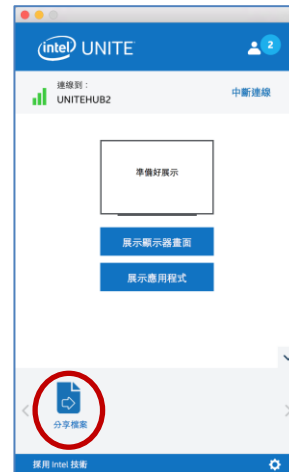 intel UNITE
2
連線到：
UNITEHUB2
中斷連線
準備好展示
展示顯示器畫面
展示應用程式
分享檔案
採用 Intel 技術